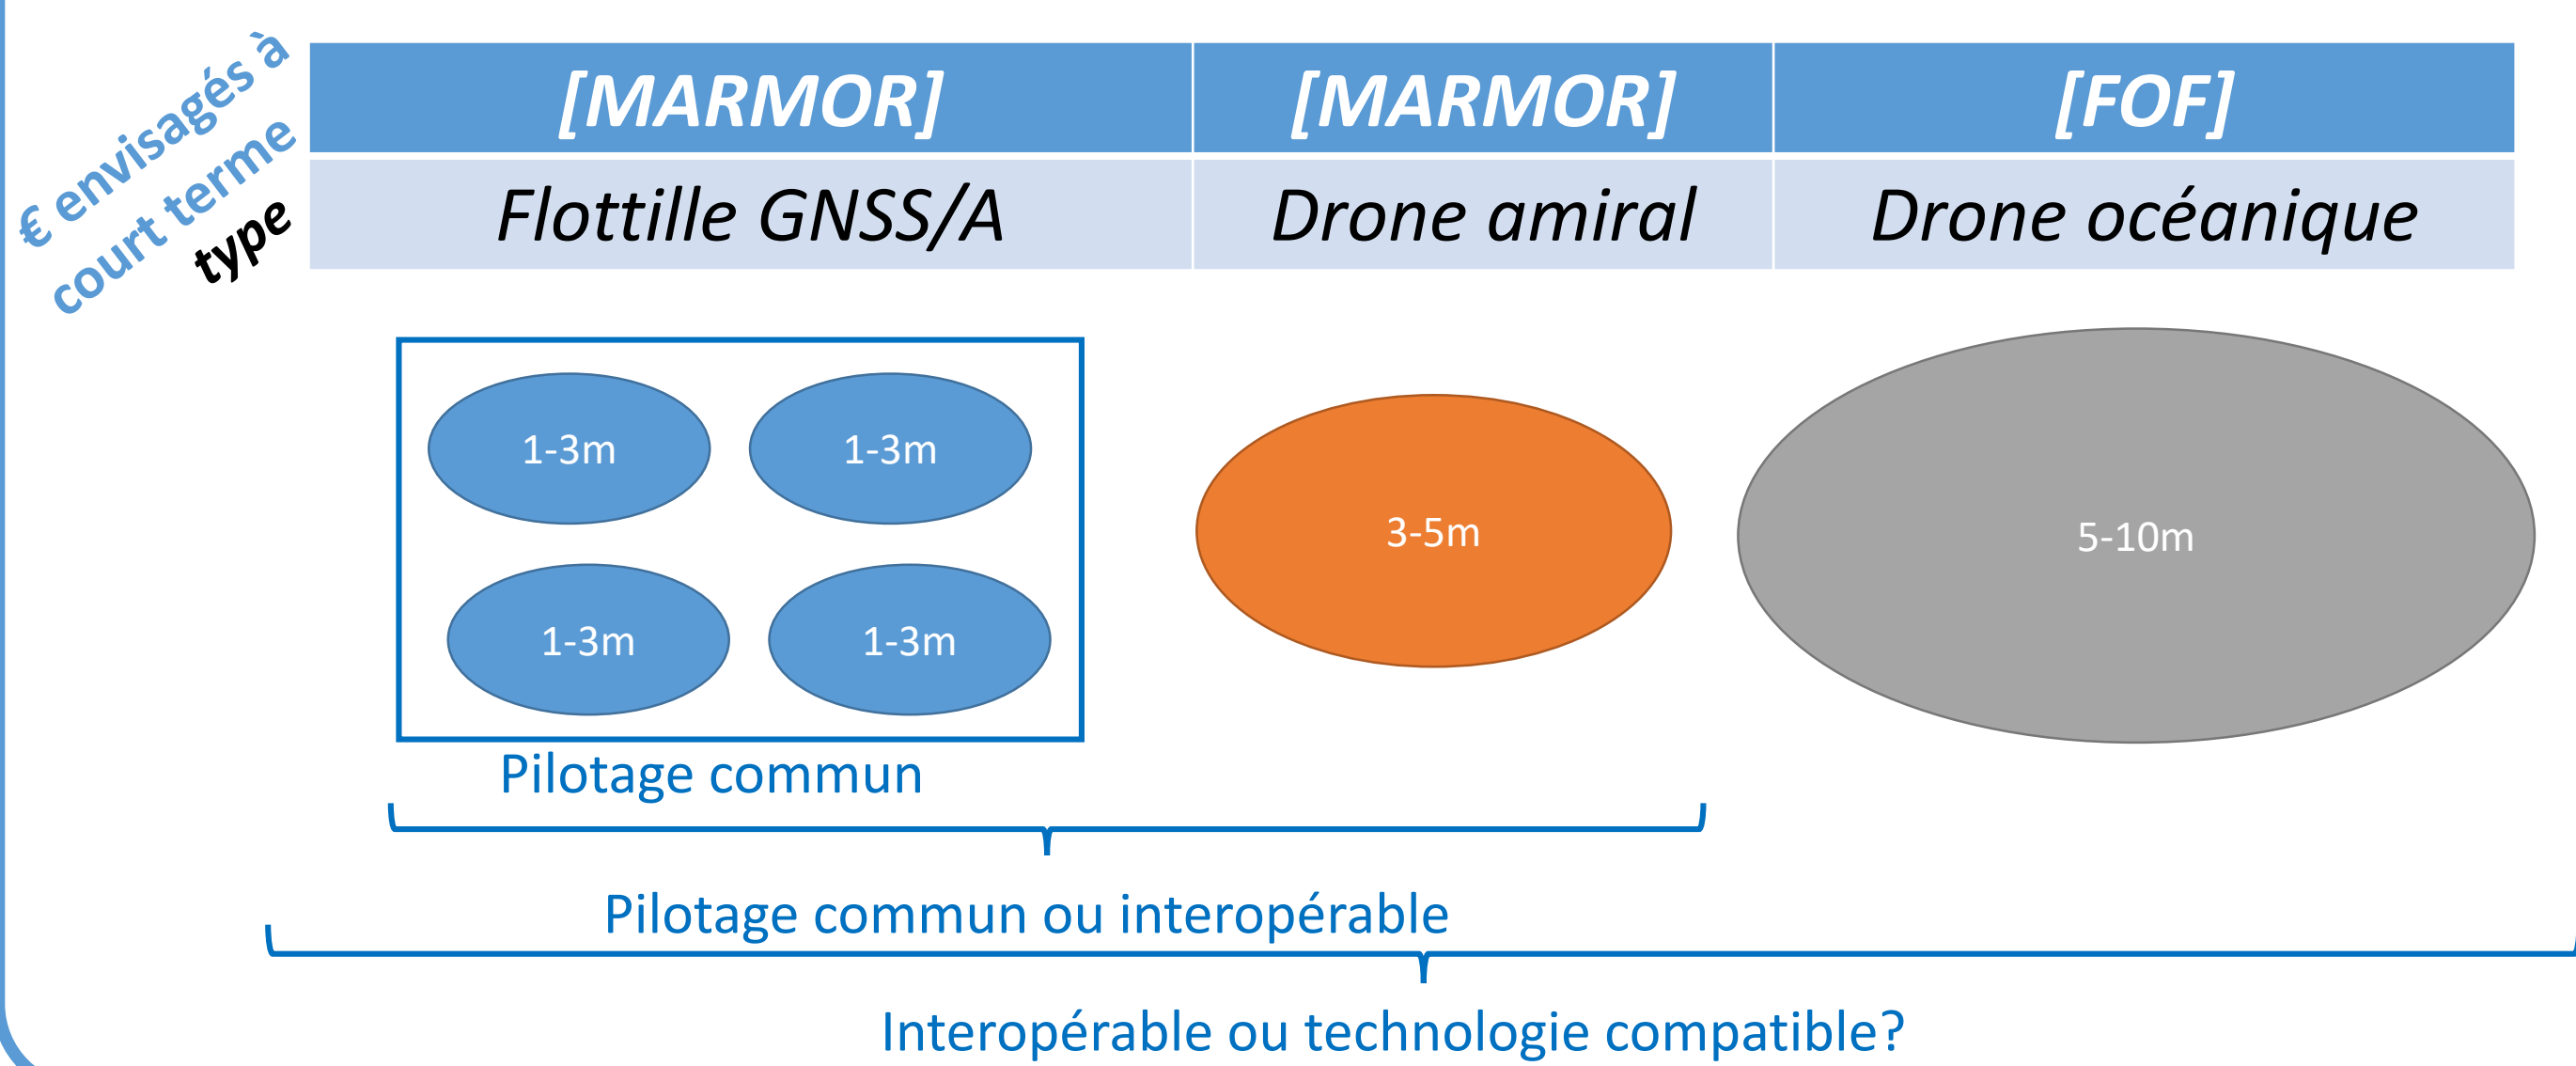 € envisagés à
court terme
type
[MARMOR]
[MARMOR]
[FOF]
Flottille GNSS/A
Drone amiral
Drone océanique
1-3m
1-3m
1-3m
1-3m
3-5m
5-10m
Pilotage commun
Pilotage commun ou interopérable
Interopérable ou technologie compatible?